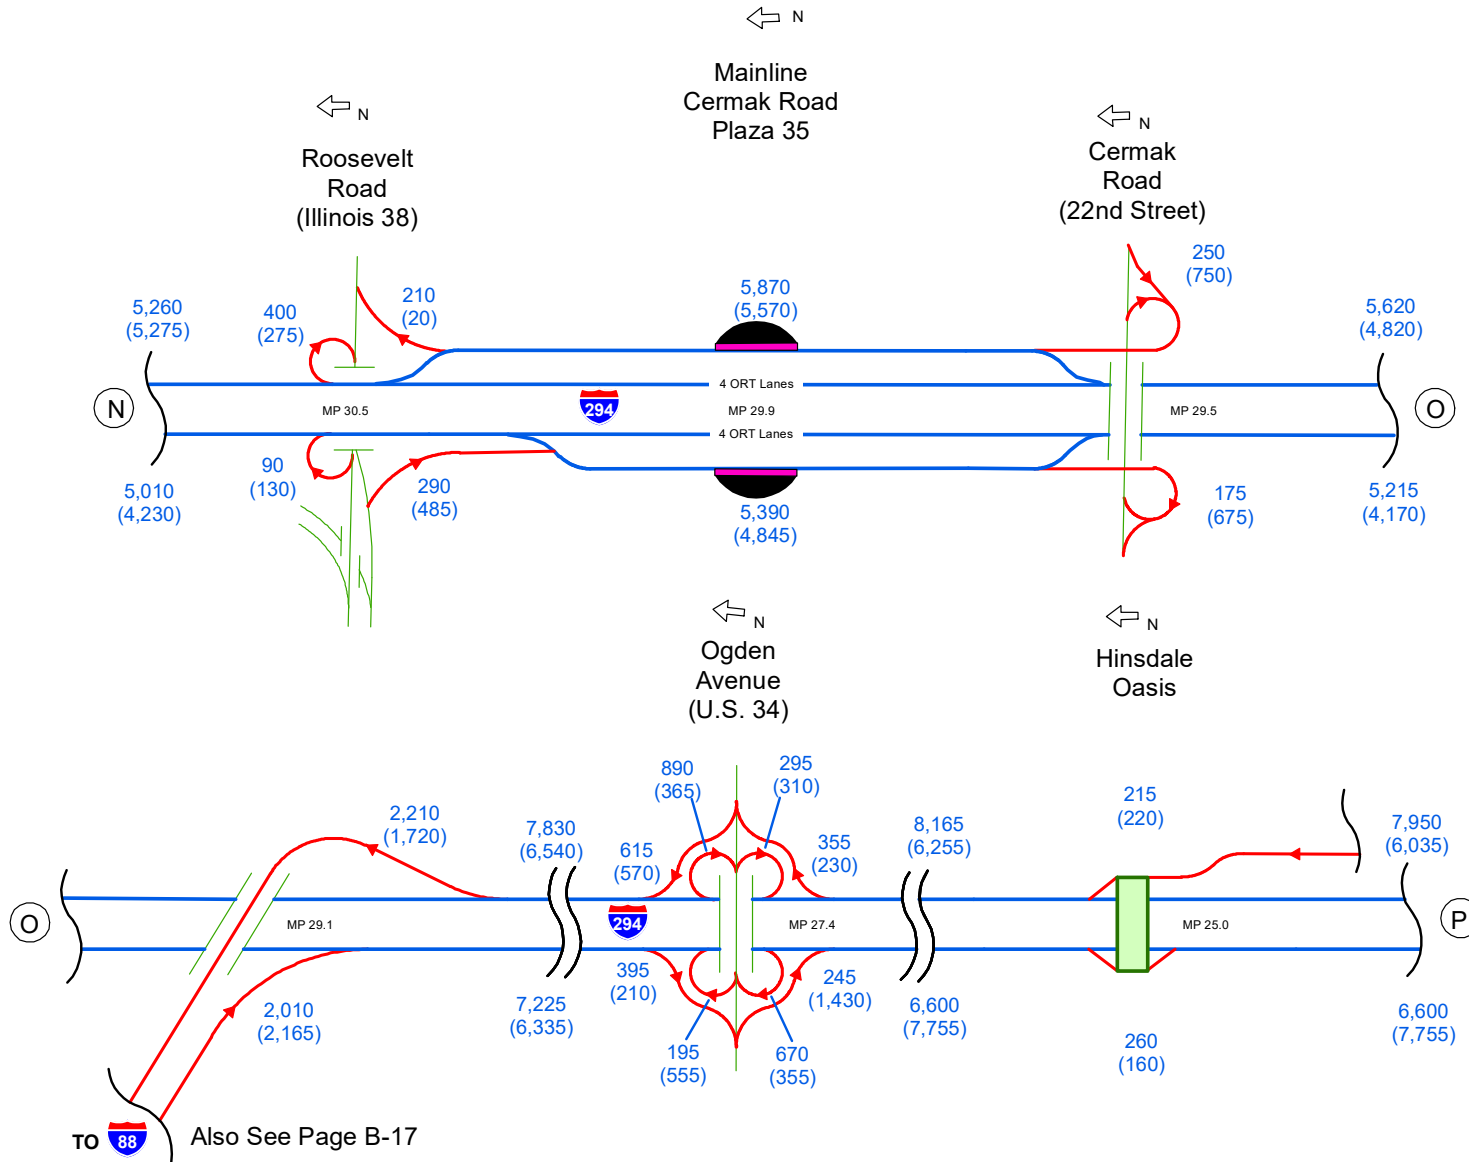 N
Mainline
Cermak Road
Plaza 35
N
Roosevelt
Road
(Illinois 38)
N
Cermak
Road
(22nd Street)
5,260
(5,275)
400
(275)
210
(20)
5,870
(5,570)
250
(750)
5,620
(4,820)
4 ORT Lanes
N
MP 30.5
294
MP 29.9
MP 29.5
O
4 ORT Lanes
5,010
(4,230)
90
(130)
290
(485)
5,390
(4,845)
175
(675)
5,215
(4,170)
N
Ogden
Avenue
(U.S. 34)
N
Hinsdale
Oasis
2,210
(1,720)
7,830
(6,540)
615
(570)
890
(365)
295
(310)
355
(230)
8,165
(6,255)
215
(220)
7,950
(6,035)
O
MP 29.1
294
MP 27.4
MP 25.0
P
2,010
(2,165)
7,225
(6,335)
395
(210)
195
(555)
670
(355)
245
(1,430)
6,600
(7,755)
260
(160)
6,600
(7,755)
TO 88 Also See Page B-17